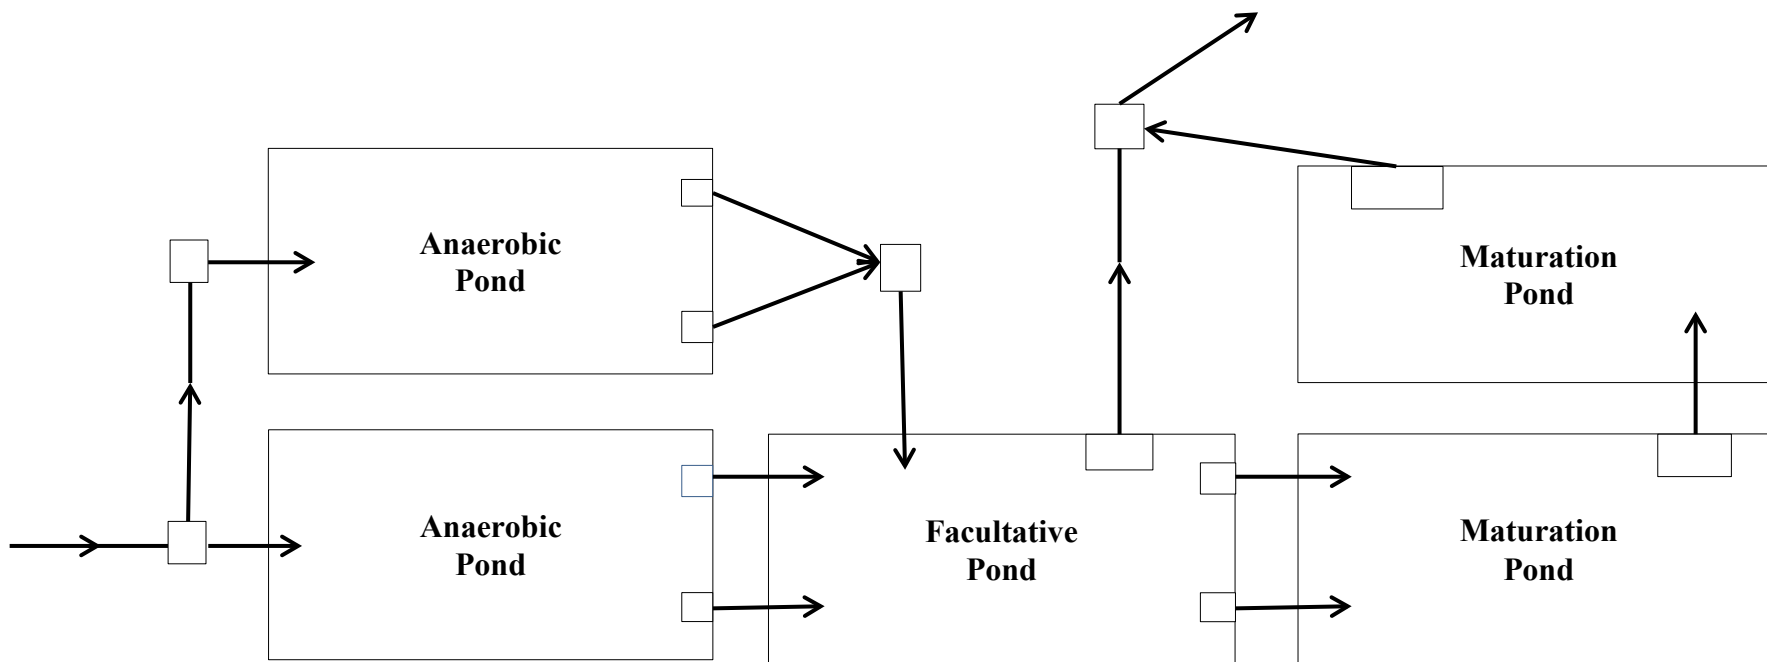 Anaerobic
Pond
Maturation
Pond
Anaerobic
Pond
Facultative
Pond
Maturation
Pond